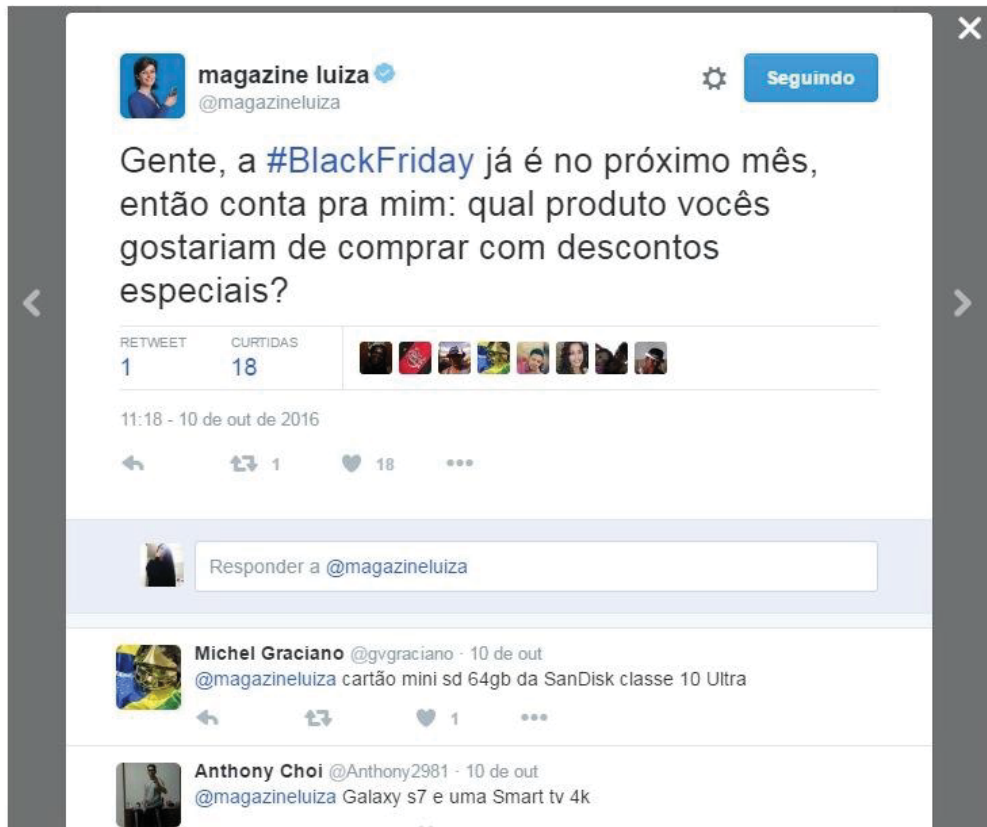 magazine luiza
@magazineluiza
Seguindo
Gente, a #BlackFriday já é no próximo mês,
então conta pra mim: qual produto vocês
gostariam de comprar com descontos
especiais?
RETWEET CURTIDAS
1 18
11:18 - 10 de out de 2016
1 18
Responder a @magazineluiza
Michel Graciano @gvgraciano · 10 de out
@magazineluiza cartão mini sd 64gb da SanDisk classe 10 Ultra
1
Anthony Choi @Anthony2981 · 10 de out
@magazineluiza Galaxy s7 e uma Smart tv 4k